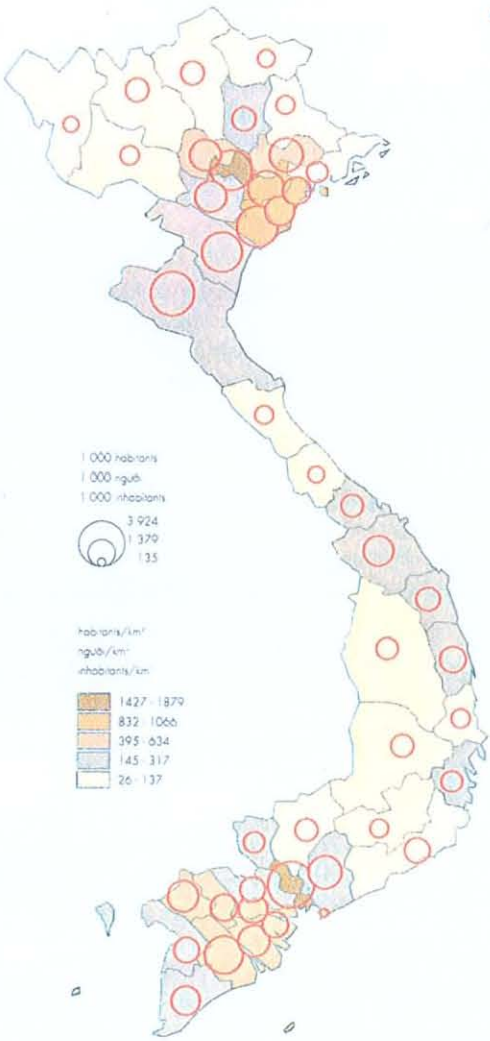 1 000 habitants
1 000 người
1 000 inhabitants
3 924
1 379
135
habitants/km²
người/km²
inhabitants/km
1427 - 1879
832 - 1066
395 - 634
145 - 317
26 - 137